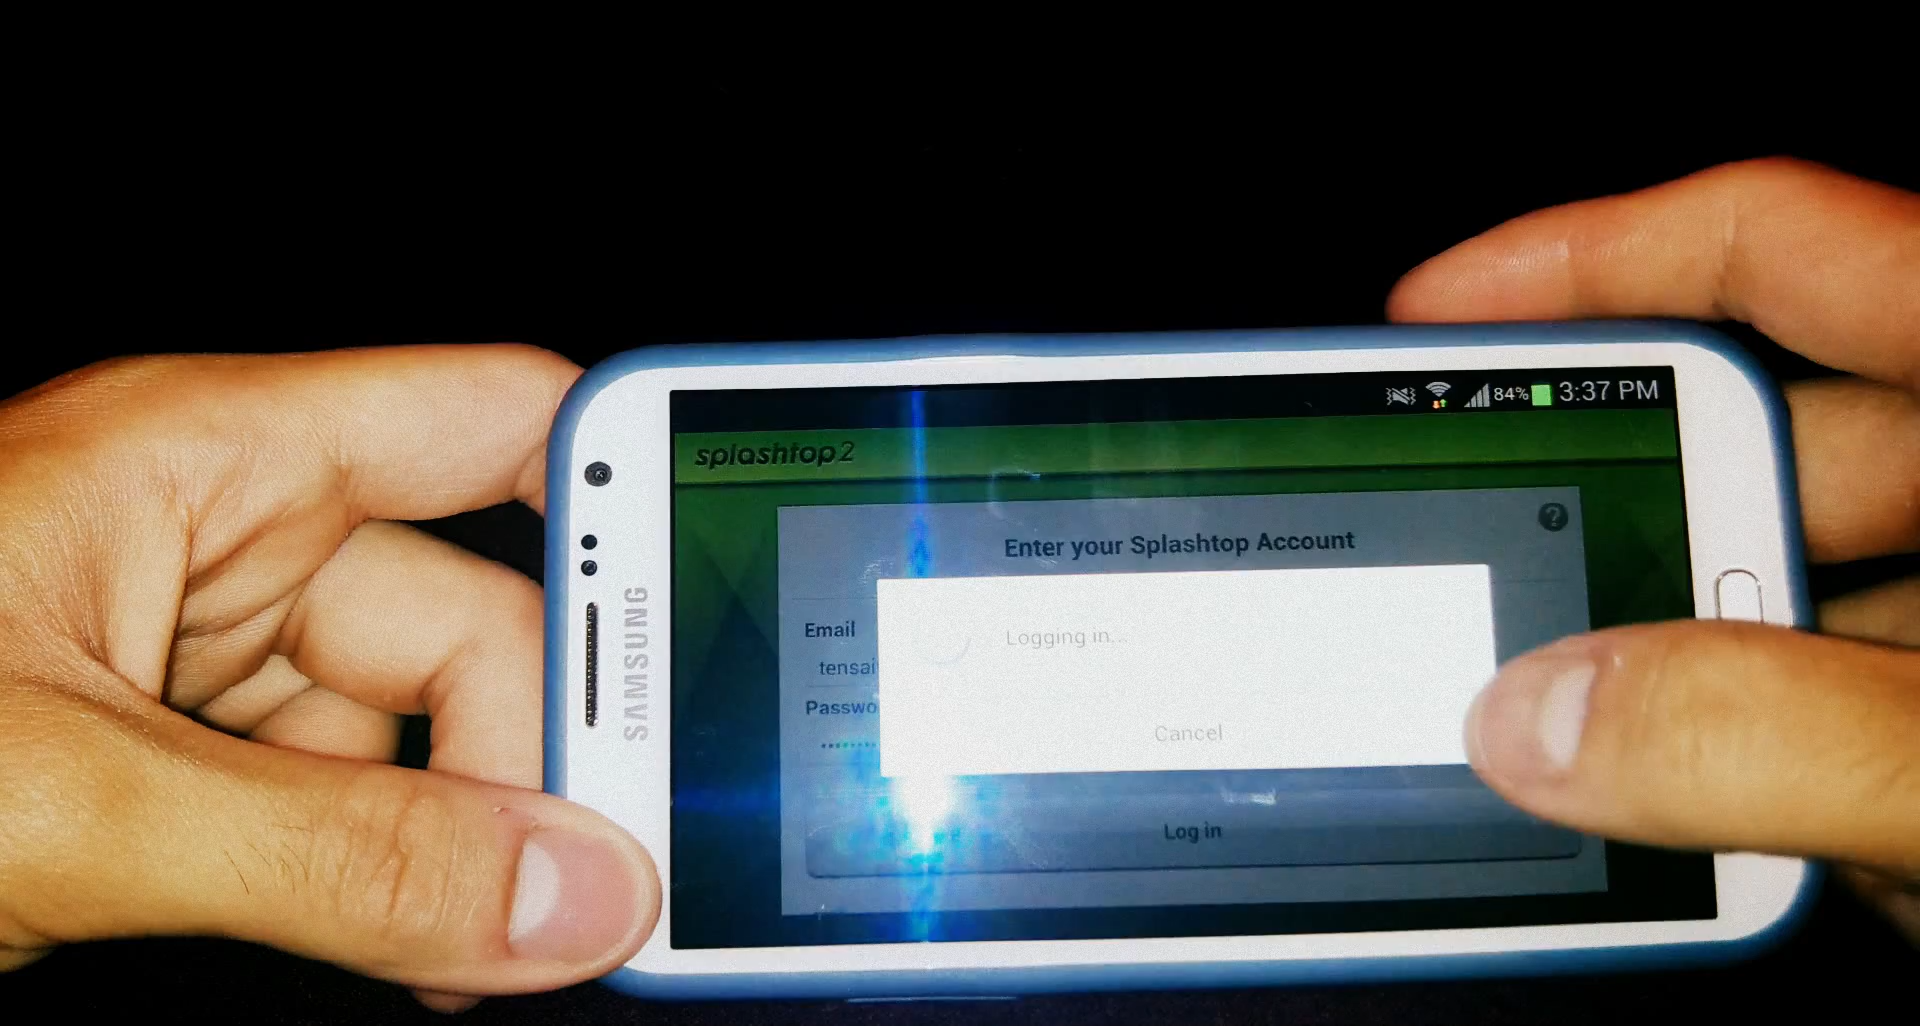 84% 3:37 PM
splashtop2
?
Enter your Splashtop Account
Email
tensai
Passwo
Logging in...
Cancel
Log in
SAMSUNG